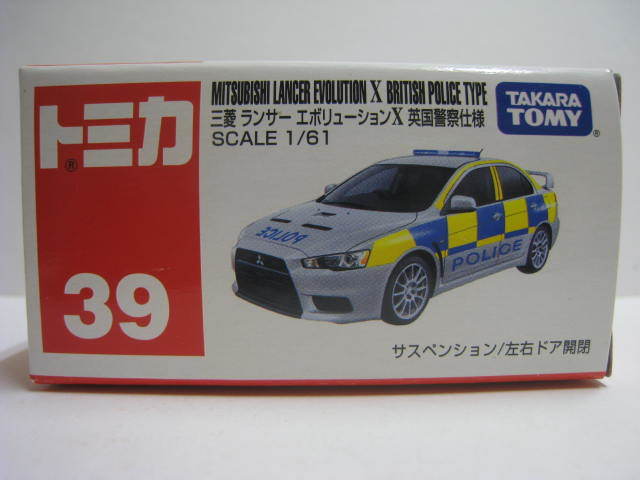 トミカ
®
39
MITSUBISHI LANCER EVOLUTION X BRITISH POLICE TYPE
三菱 ランサー エボリューションX 英国警察仕様
SCALE 1/61
TAKARA
TOMY
®
POLICE
POLICE
サスペンション/左右ドア開閉